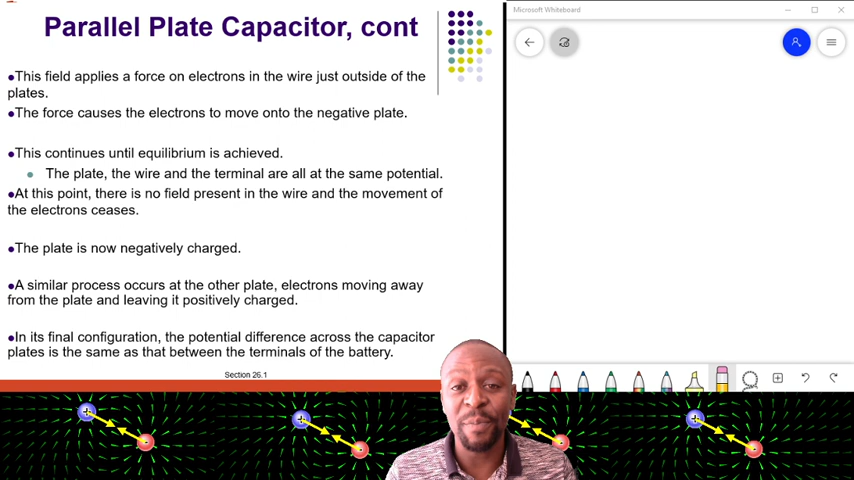 Parallel Plate Capacitor, cont
●This field applies a force on electrons in the wire just outside of the
plates.
●The force causes the electrons to move onto the negative plate.
●This continues until equilibrium is achieved.
● The plate, the wire and the terminal are all at the same potential.
●At this point, there is no field present in the wire and the movement of
the electrons ceases.
●The plate is now negatively charged.
●A similar process occurs at the other plate, electrons moving away
from the plate and leaving it positively charged.
●In its final configuration, the potential difference across the capacitor
plates is the same as that between the terminals of the battery.
Section 26.1
Microsoft Whiteboard